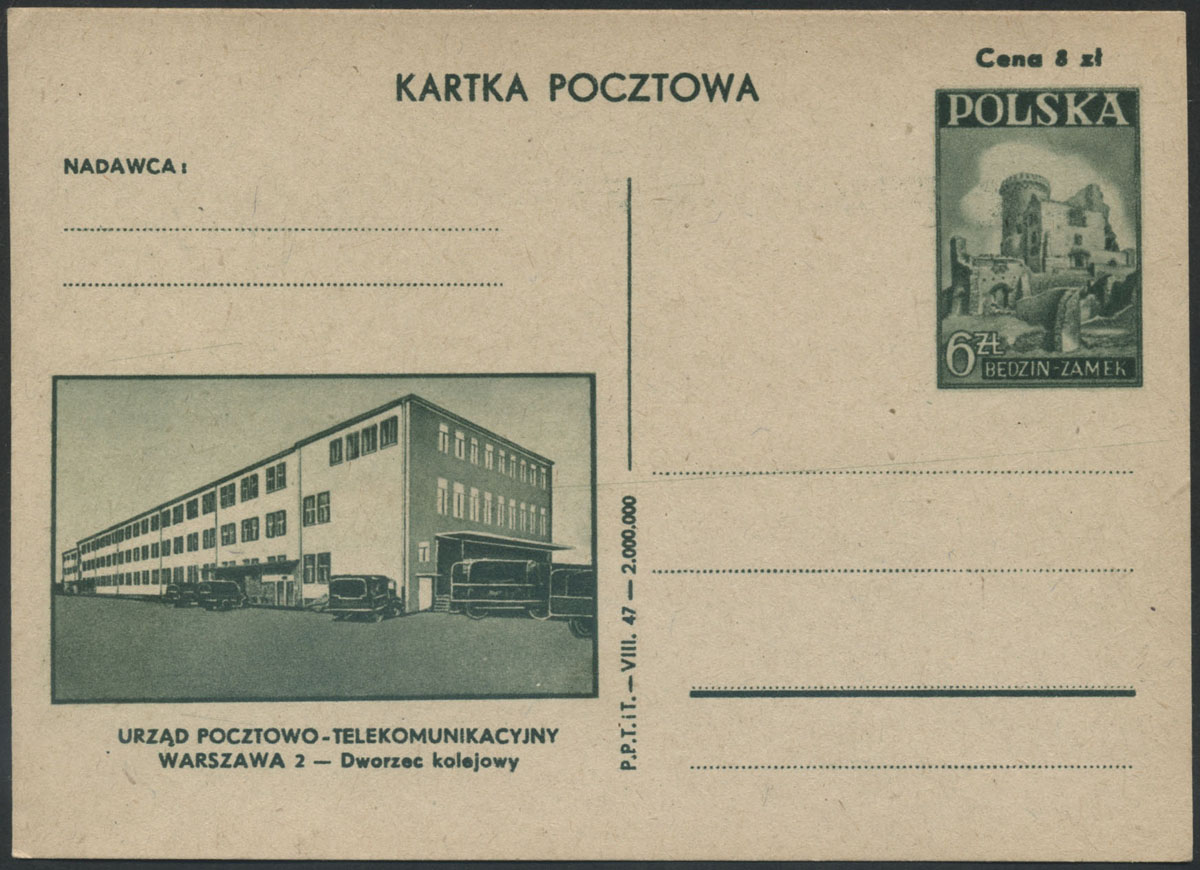 Cena 8 zł
KARTKA POCZTOWA
POLSKA
NADAWCA:
6 ZŁ
BĘDZIN-ZAMEK
P.P.T.iT. — VIII. 47 — 2.000.000
URZĄD POCZTOWO-TELEKOMUNIKACYJNY
WARSZAWA 2 — Dworzec kolejowy